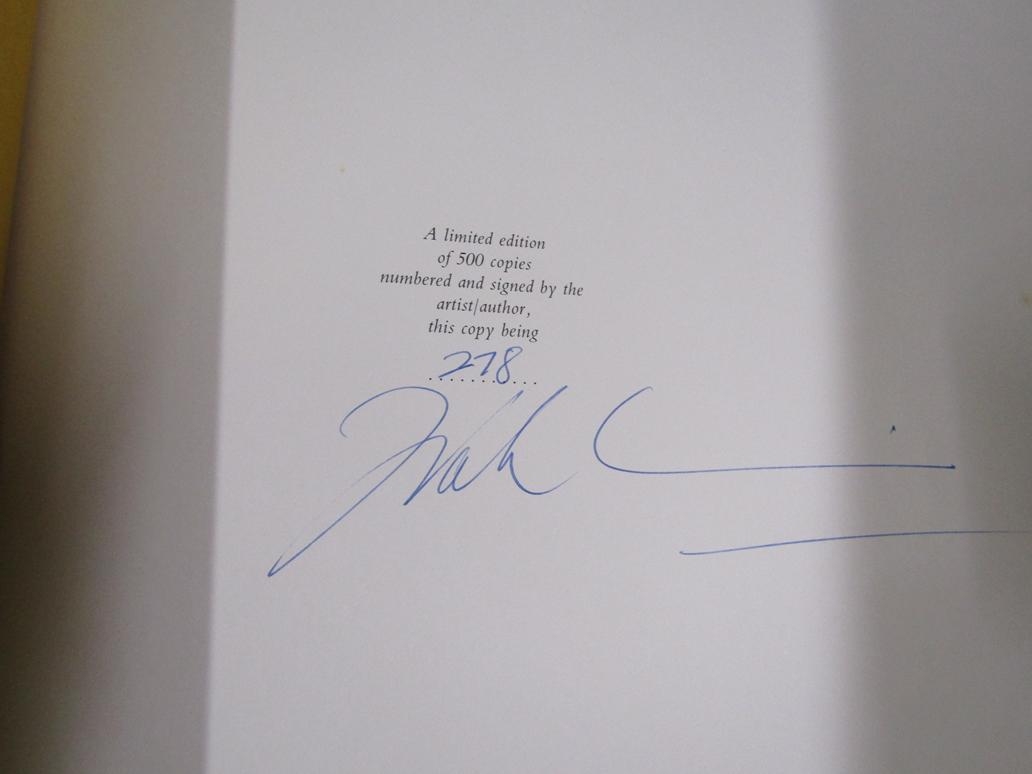 A limited edition
of 500 copies
numbered and signed by the
artist/author,
this copy being
278